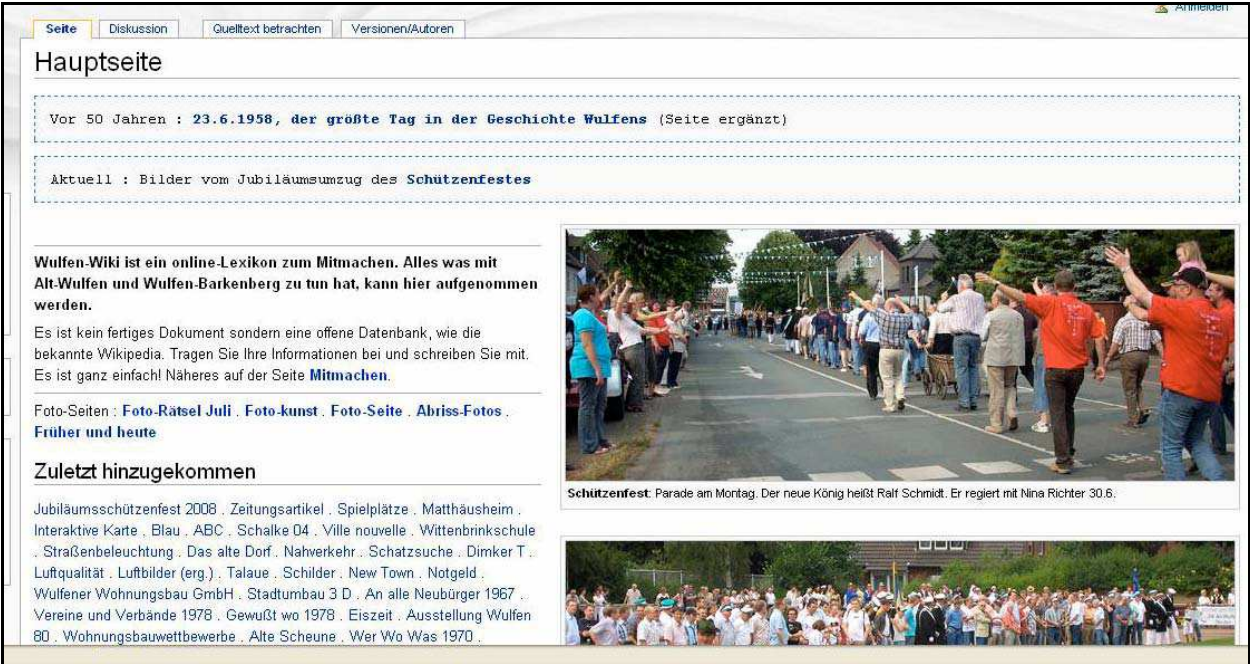 Anmelden
Seite Diskussion Quelltext betrachten Versionen/Autoren
Hauptseite
Vor 50 Jahren : 23.6.1958, der größte Tag in der Geschichte Wulfens (Seite ergänzt)
Aktuell : Bilder vom Jubiläumsumzug des Schützenfestes
Wulfen-Wiki ist ein online-Lexikon zum Mitmachen. Alles was mit
Alt-Wulfen und Wulfen-Barkenberg zu tun hat, kann hier aufgenommen
werden.
Es ist kein fertiges Dokument sondern eine offene Datenbank, wie die
bekannte Wikipedia. Tragen Sie Ihre Informationen bei und schreiben Sie mit.
Es ist ganz einfach! Näheres auf der Seite Mitmachen.
Foto-Seiten : Foto-Rätsel Juli . Foto-kunst . Foto-Seite . Abriss-Fotos .
Früher und heute
Zuletzt hinzugekommen
Jubiläumsschützenfest 2008 . Zeitungsartikel . Spielplätze . Matthäusheim .
Interaktive Karte . Blau . ABC . Schalke 04 . Ville nouvelle . Wittenbrinkschule
. Straßenbeleuchtung . Das alte Dorf . Nahverkehr . Schatzsuche . Dimker T .
Luftqualität . Luftbilder (erg.) . Talaue . Schilder . New Town . Notgeld .
Wulfener Wohnungsbau GmbH . Stadtumbau 3 D . An alle Neubürger 1967 .
Vereine und Verbände 1978 . Gewußt wo 1978 . Eiszeit . Ausstellung Wulfen
80 . Wohnungsbauwettbewerbe . Alte Scheune . Wer Wo Was 1970 .
Schützenfest: Parade am Montag. Der neue König heißt Ralf Schmidt. Er regiert mit Nina Richter 30.6.